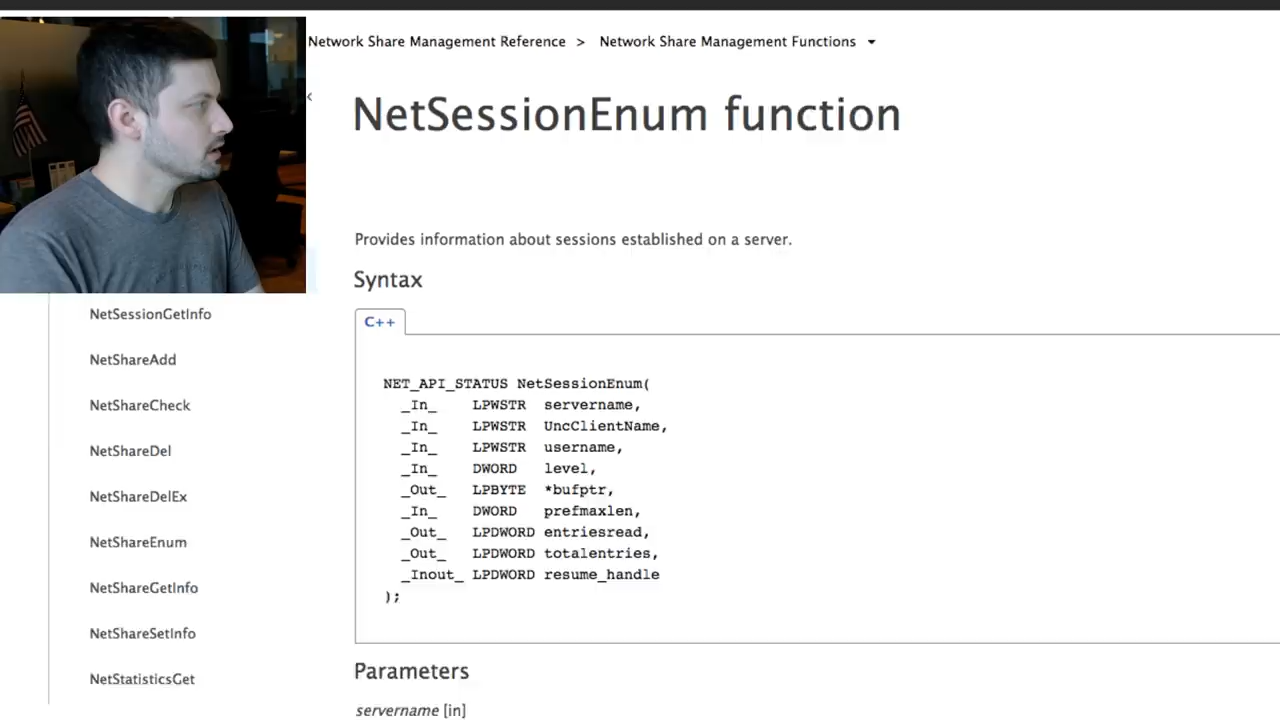 Network Share Management Reference > Network Share Management Functions
NetSessionEnum function
Provides information about sessions established on a server.
Syntax
C++
NET_API_STATUS NetSessionEnum(
_In_ LPWSTR servername,
_In_ LPWSTR UncClientName,
_In_ LPWSTR username,
_In_ DWORD level,
_Out_ LPBYTE *bufptr,
_In_ DWORD prefmaxlen,
_Out_ LPDWORD entriesread,
_Out_ LPDWORD totalentries,
_Inout_ LPDWORD resume_handle
);
Parameters
servername [in]
NetSessionGetInfo
NetShareAdd
NetShareCheck
NetShareDel
NetShareDelEx
NetShareEnum
NetShareGetInfo
NetShareSetInfo
NetStatisticsGet